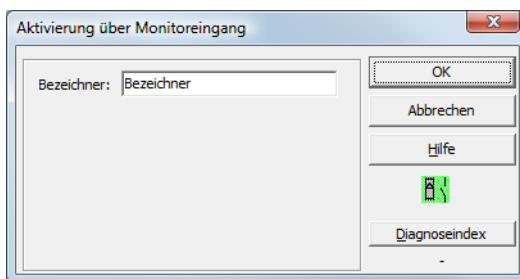 Aktivierung über Monitoreingang
Bezeichner: Bezeichner
OK
Abbrechen
Hilfe
Diagnoseindex
-